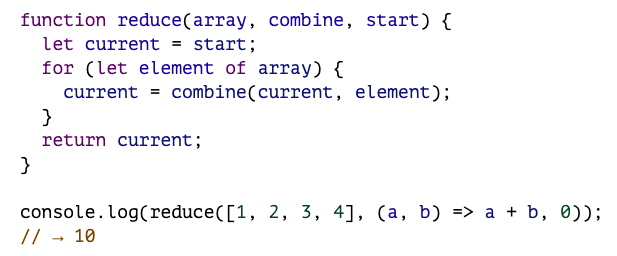 function reduce(array, combine, start) {
  let current = start;
  for (let element of array) {
    current = combine(current, element);
  }
  return current;
}

console.log(reduce([1, 2, 3, 4], (a, b) => a + b, 0));
// → 10